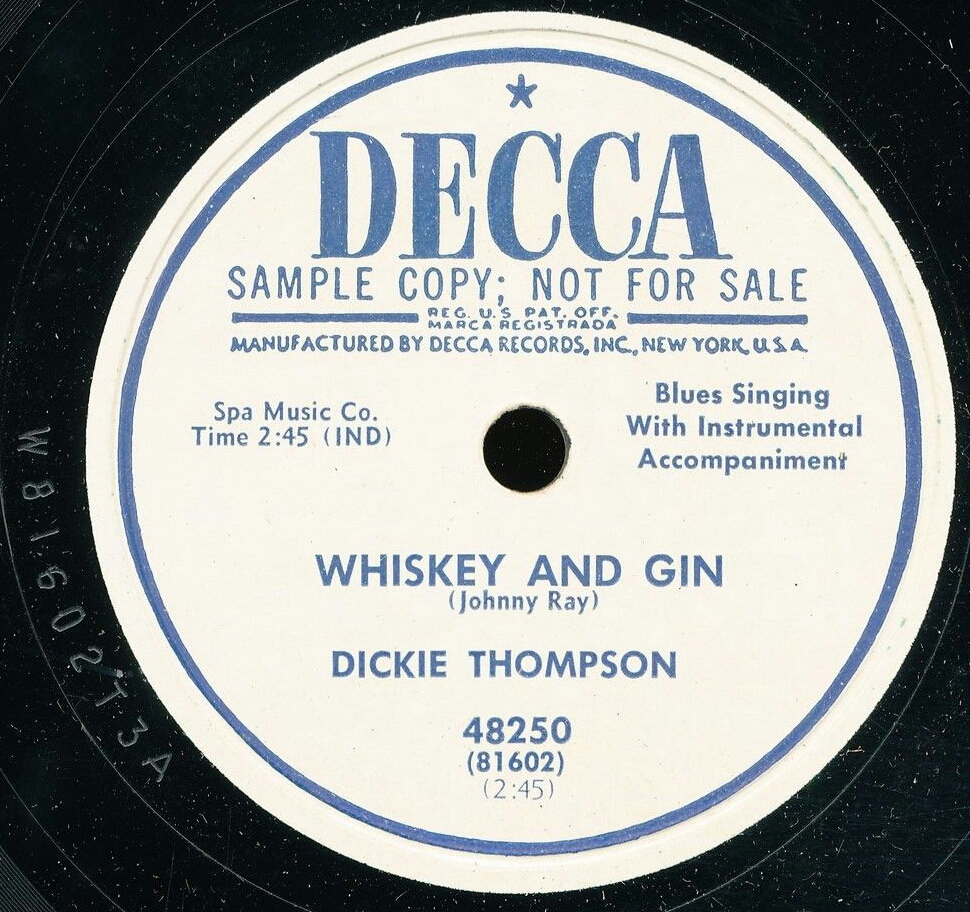 DECCA
SAMPLE COPY; NOT FOR SALE
REG. U.S. PAT. OFF.
MARCA REGISTRADA
MANUFACTURED BY DECCA RECORDS, INC., NEW YORK, U.S.A.
Spa Music Co.
Time 2:45 (IND)
Blues Singing
With Instrumental
Accompaniment
WHISKEY AND GIN
(Johnny Ray)
DICKIE THOMPSON
48250
(81602)
(2:45)
W81602T3A